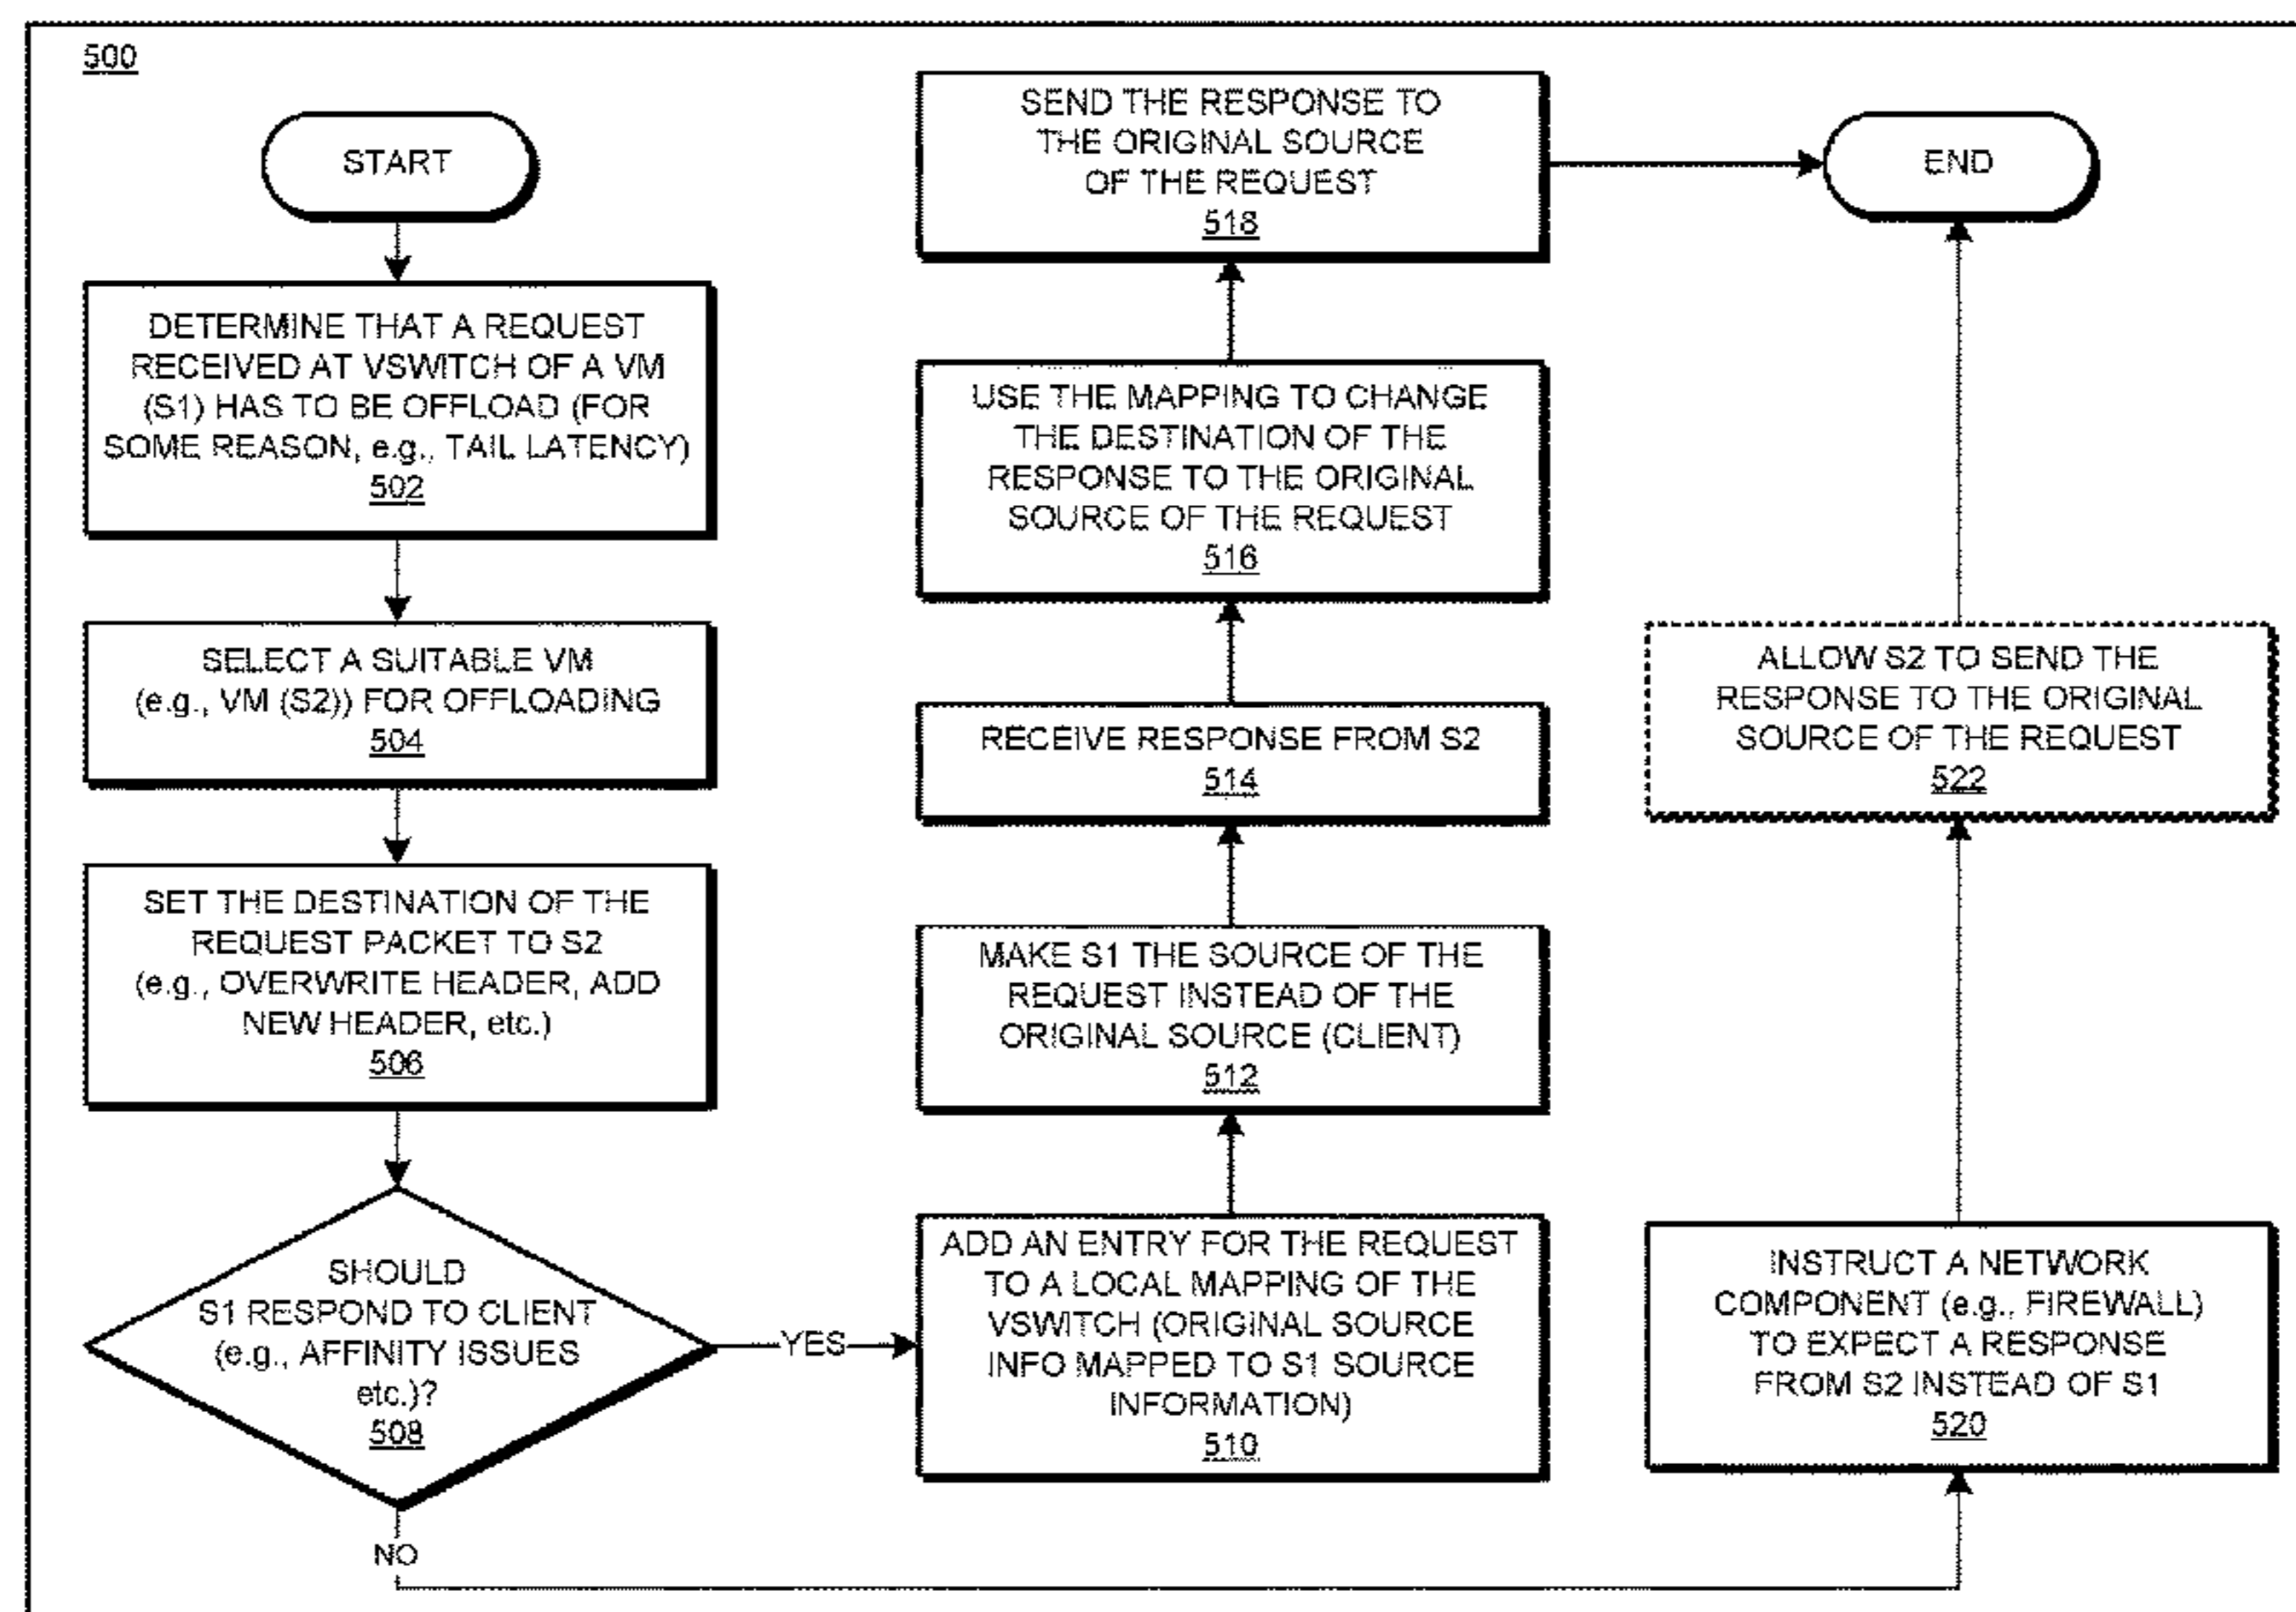 500
START
DETERMINE THAT A REQUEST
RECEIVED AT VSWITCH OF A VM
(S1) HAS TO BE OFFLOAD (FOR
SOME REASON, e.g., TAIL LATENCY)
502
SELECT A SUITABLE VM
(e.g., VM (S2)) FOR OFFLOADING
504
SET THE DESTINATION OF THE
REQUEST PACKET TO S2
(e.g., OVERWRITE HEADER, ADD
NEW HEADER, etc.)
506
SHOULD
S1 RESPOND TO CLIENT
(e.g., AFFINITY ISSUES
etc.)?
508
YES
NO
ADD AN ENTRY FOR THE REQUEST
TO A LOCAL MAPPING OF THE
VSWITCH (ORIGINAL SOURCE
INFO MAPPED TO S1 SOURCE
INFORMATION)
510
MAKE S1 THE SOURCE OF THE
REQUEST INSTEAD OF THE
ORIGINAL SOURCE (CLIENT)
512
RECEIVE RESPONSE FROM S2
514
USE THE MAPPING TO CHANGE
THE DESTINATION OF THE
RESPONSE TO THE ORIGINAL
SOURCE OF THE REQUEST
516
SEND THE RESPONSE TO
THE ORIGINAL SOURCE
OF THE REQUEST
518
INSTRUCT A NETWORK
COMPONENT (e.g., FIREWALL)
TO EXPECT A RESPONSE
FROM S2 INSTEAD OF S1
520
ALLOW S2 TO SEND THE
RESPONSE TO THE ORIGINAL
SOURCE OF THE REQUEST
522
END